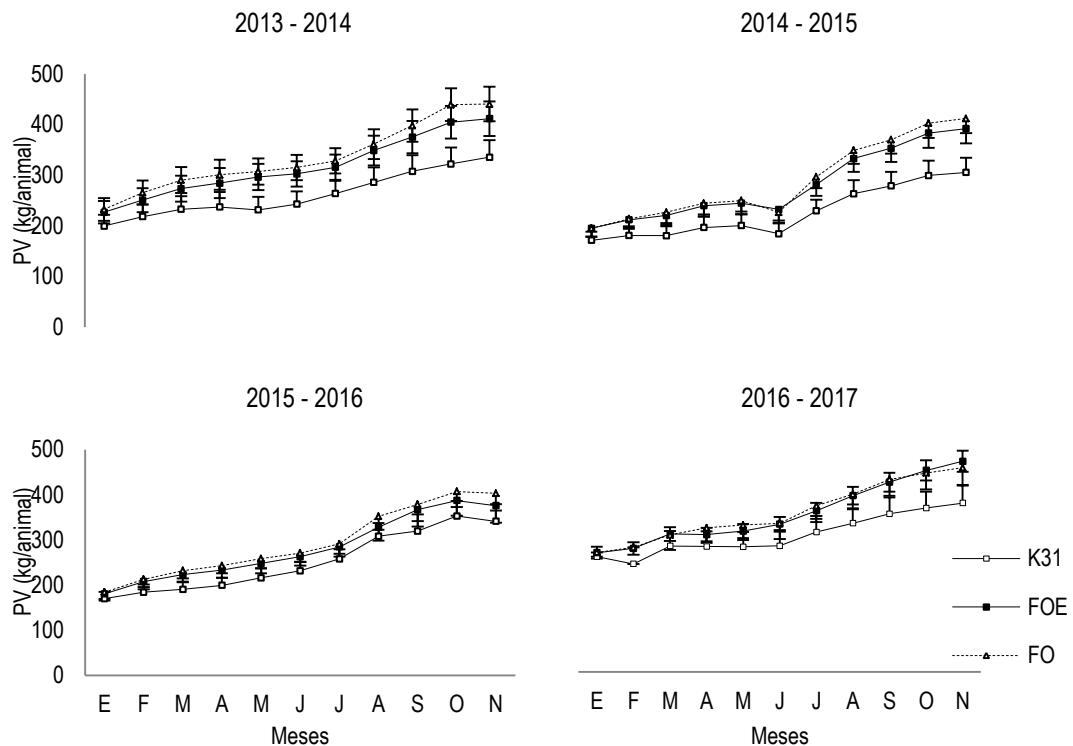 2013 - 2014
2014 - 2015
PV (kg/animal)
500
400
300
200
100
0
2015 - 2016
2016 - 2017
PV (kg/animal)
500
400
300
200
100
0
K31
FOE
FO
E F M A M J J A S O N
E F M A M J J A S O N
Meses
Meses